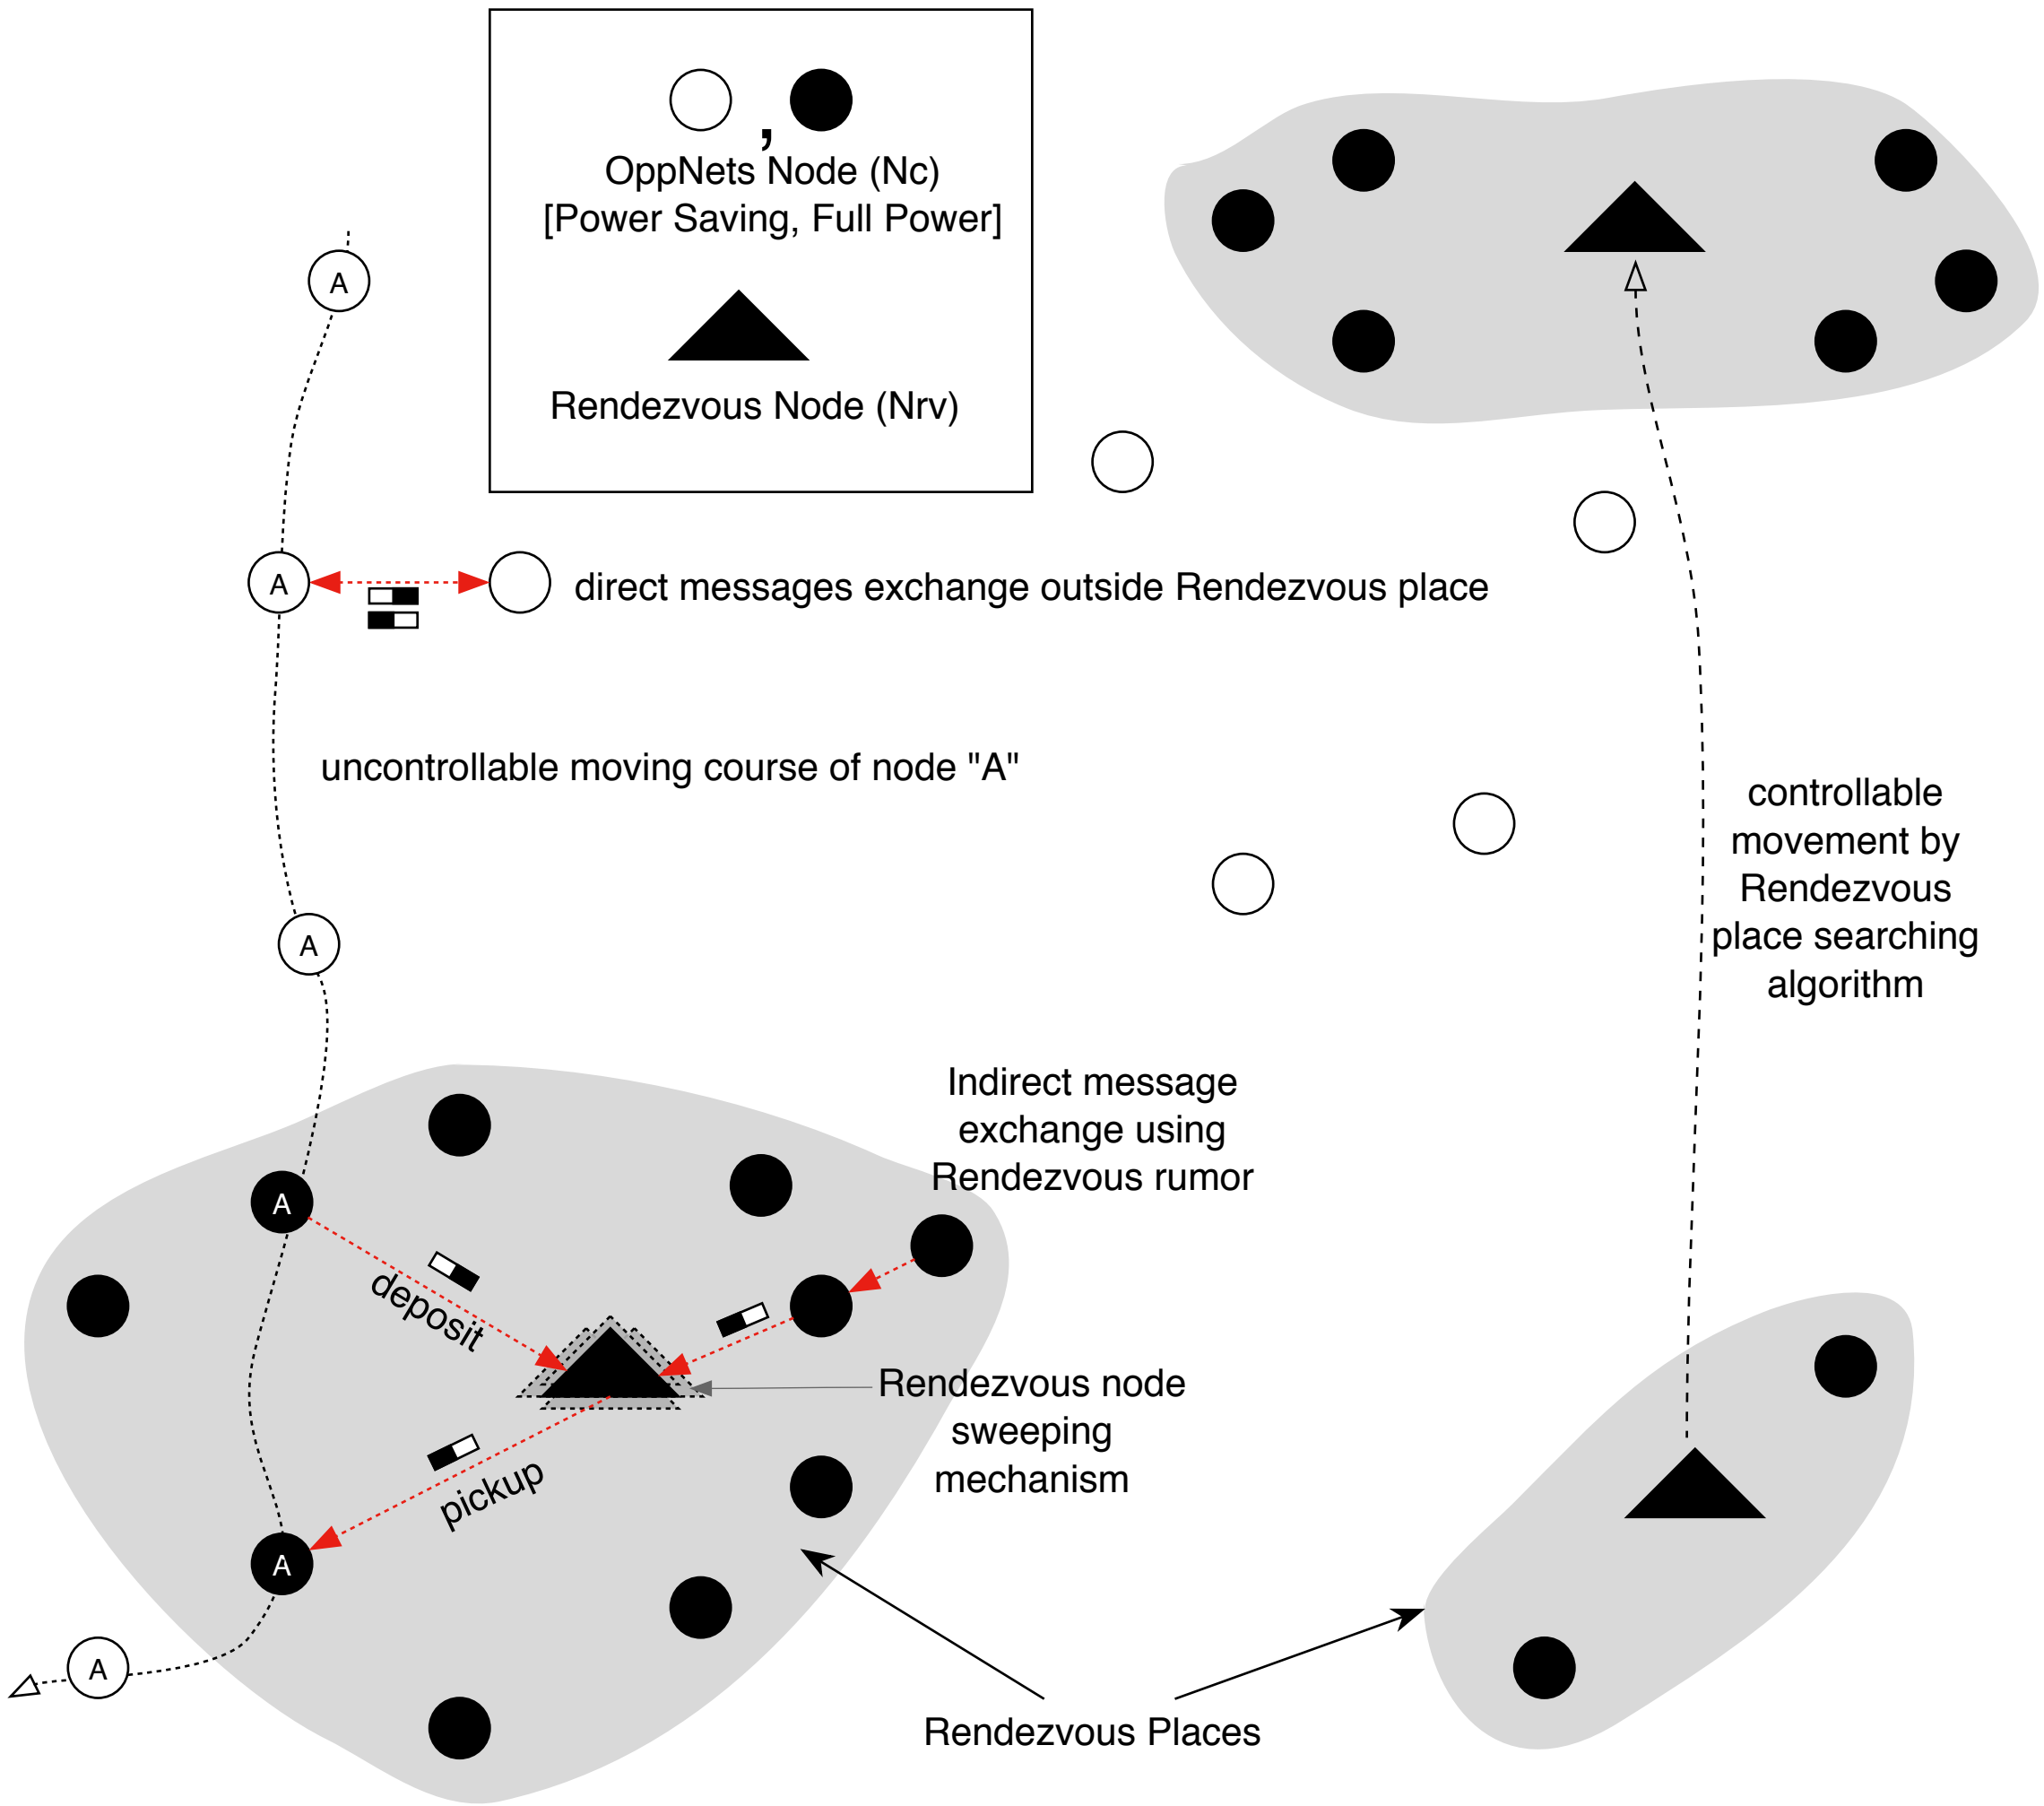 ,
OppNets Node (Nc)
[Power Saving, Full Power]
Rendezvous Node (Nrv)
A
A
direct messages exchange outside Rendezvous place
uncontrollable moving course of node "A"
controllable
movement by
Rendezvous
place searching
algorithm
A
Indirect message
exchange using
Rendezvous rumor
A
deposit
Rendezvous node
sweeping
mechanism
pickup
A
A
Rendezvous Places